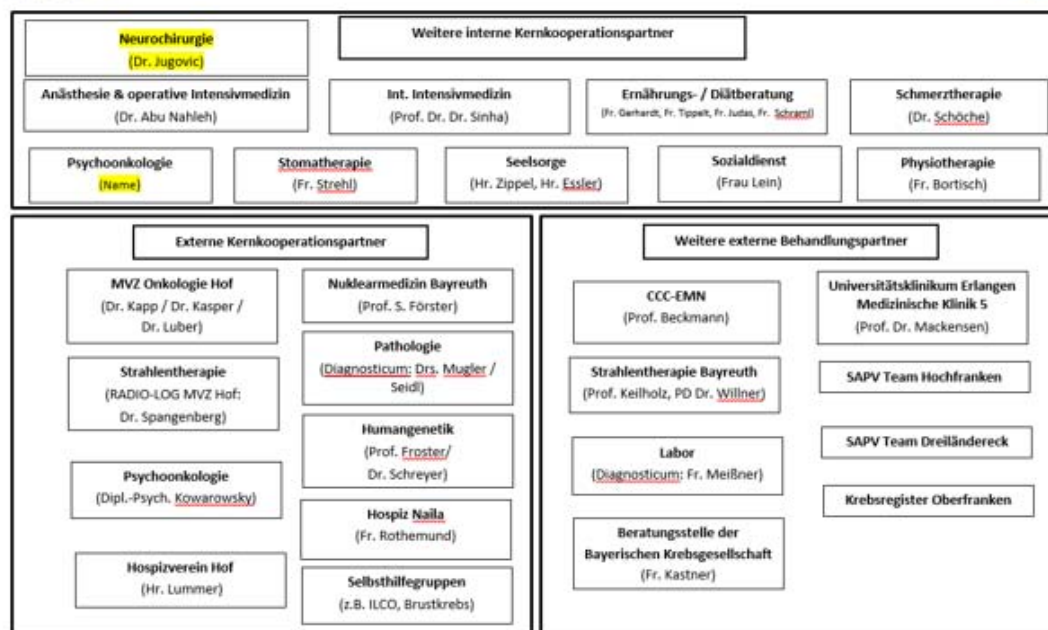 Neurochirurgie
(Dr. Jugovic)
Weitere interne Kernkooperationspartner
Anästhesie & operative Intensivmedizin
(Dr. Abu Nahleh)
Int. Intensivmedizin
(Prof. Dr. Dr. Sinha)
Ernährungs- / Diätberatung
(Fr. Gerhardt, Fr. Tippelt, Fr. Judas, Fr. Schraml)
Schmerztherapie
(Dr. Schöche)
Psychoonkologie
(Name)
Stomatherapie
(Fr. Strehl)
Seelsorge
(Hr. Zippel, Hr. Essler)
Sozialdienst
(Frau Lein)
Physiotherapie
(Fr. Bortisch)
Externe Kernkooperationspartner
MVZ Onkologie Hof
(Dr. Kapp / Dr. Kasper /
Dr. Luber)
Nuklearmedizin Bayreuth
(Prof. S. Förster)
Pathologie
(Diagnosticum: Drs. Mugler /
Seidl)
Strahlentherapie
(RADIO-LOG MVZ Hof:
Dr. Spangenberg)
Humangenetik
(Prof. Froster/
Dr. Schreyer)
Psychoonkologie
(Dipl.-Psych. Kowarowsky)
Hospiz Naila
(Fr. Rothemund)
Hospizverein Hof
(Hr. Lummer)
Selbsthilfegruppen
(z.B. ILCO, Brustkrebs)
Weitere externe Behandlungspartner
CCC-EMN
(Prof. Beckmann)
Universitätsklinikum Erlangen
Medizinische Klinik 5
(Prof. Dr. Mackensen)
Strahlentherapie Bayreuth
(Prof. Keilholz, PD Dr. Willner)
SAPV Team Hochfranken
Labor
(Diagnosticum: Fr. Meißner)
SAPV Team Dreiländereck
Krebsregister Oberfranken
Beratungsstelle der
Bayerischen Krebsgesellschaft
(Fr. Kastner)